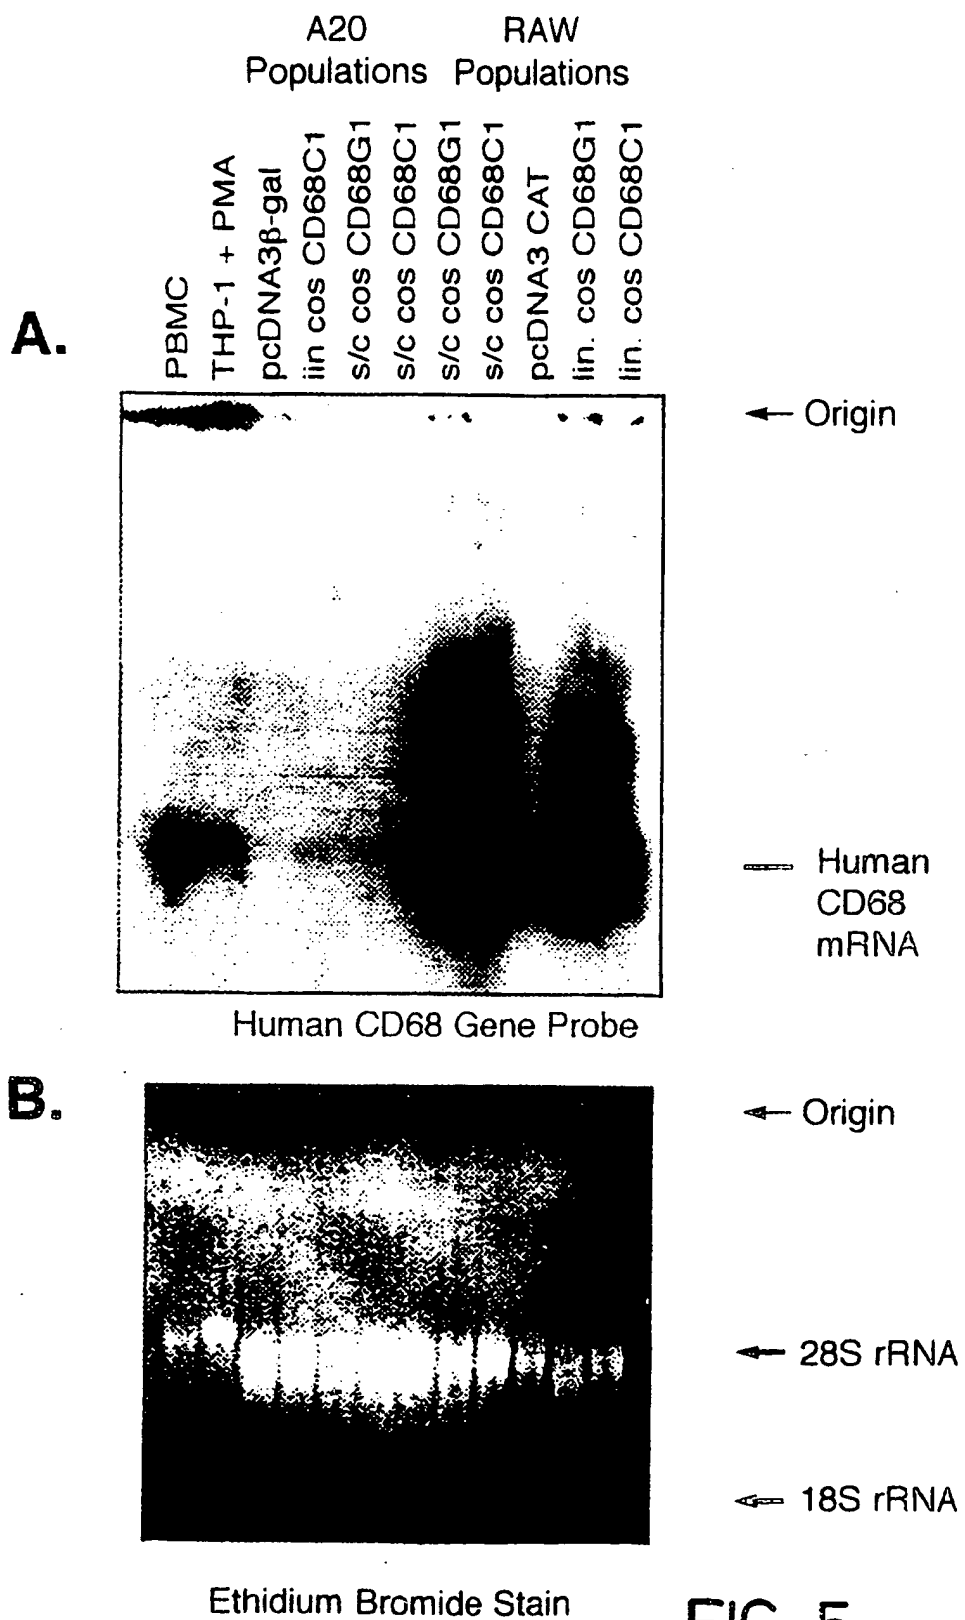 A20
Populations
RAW
Populations
PBMC
THP-1 + PMA
pcDNA3β-gal
lin cos CD68C1
s/c cos CD68G1
s/c cos CD68C1
s/c cos CD68G1
s/c cos CD68C1
pcDNA3 CAT
lin. cos CD68G1
lin. cos CD68C1
A.
Origin
Human
CD68
mRNA
Human CD68 Gene Probe
B.
Origin
28S rRNA
18S rRNA
Ethidium Bromide Stain
FIG. 5